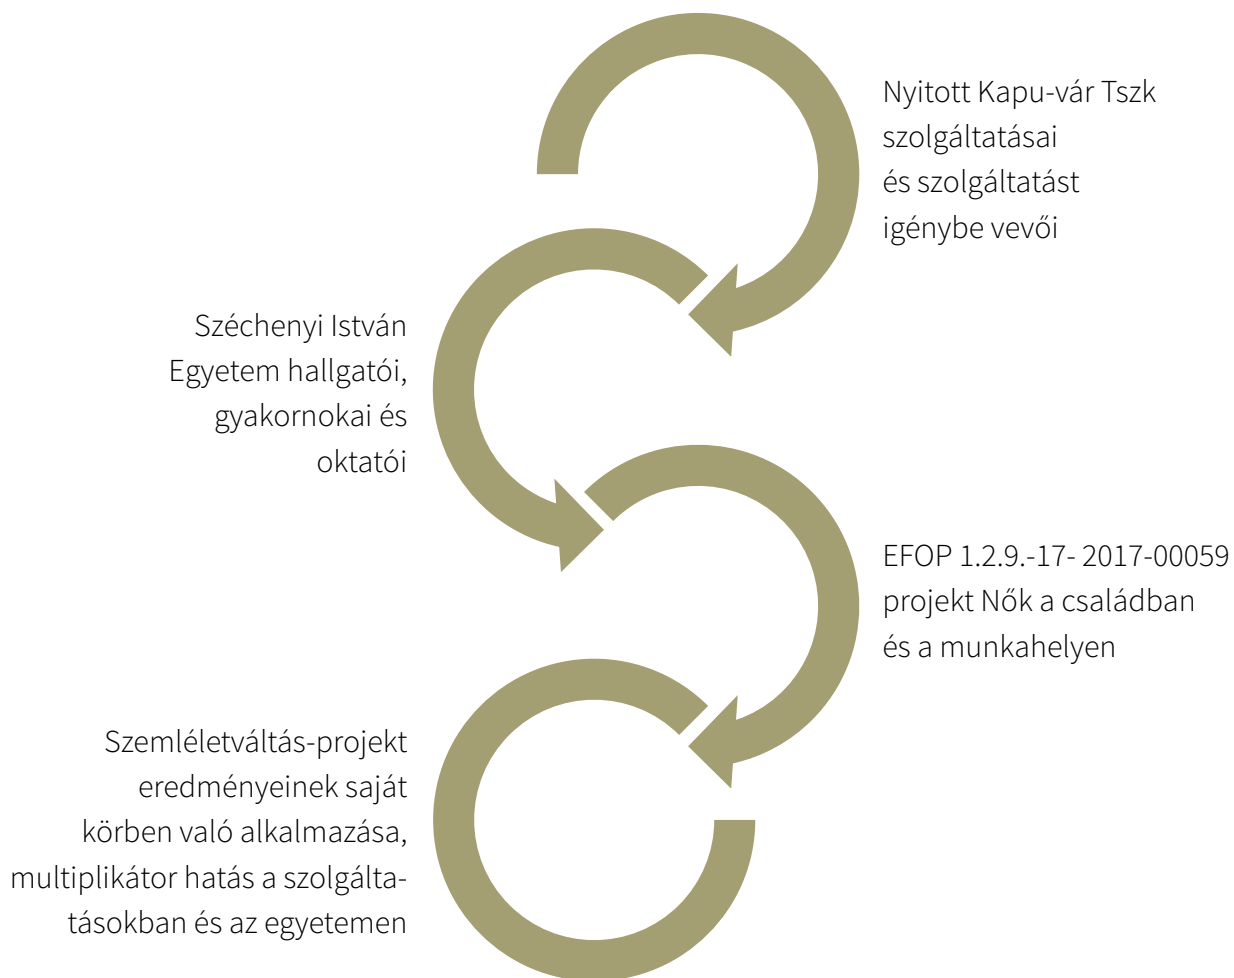 Nyitott Kapu-vár Tszk
szolgáltatásai
és szolgáltatást
igénybe vevői
Széchenyi István
Egyetem hallgatói,
gyakornokai és
oktatói
EFOP 1.2.9.-17- 2017-00059
projekt Nők a családban
és a munkahelyen
Szemléletváltás-projekt
eredményeinek saját
körben való alkalmazása,
multiplikátor hatás a szolgálta-
tásokban és az egyetemen